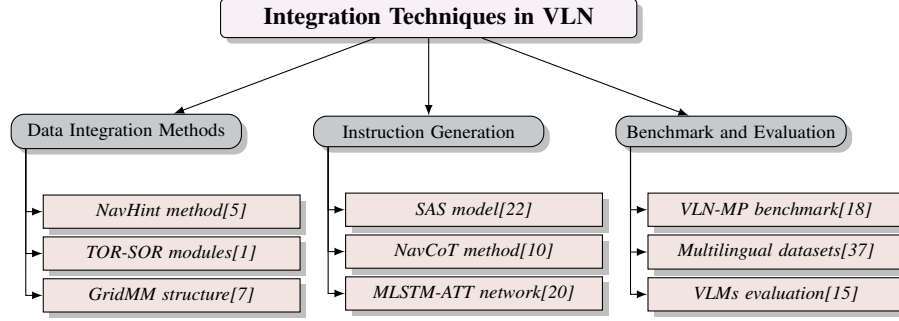 Integration Techniques in VLN
Data Integration Methods
NavHint method[5]
TOR-SOR modules[1]
GridMM structure[7]
Instruction Generation
SAS model[22]
NavCoT method[10]
MLSTM-ATT network[20]
Benchmark and Evaluation
VLN-MP benchmark[18]
Multilingual datasets[37]
VLMs evaluation[15]